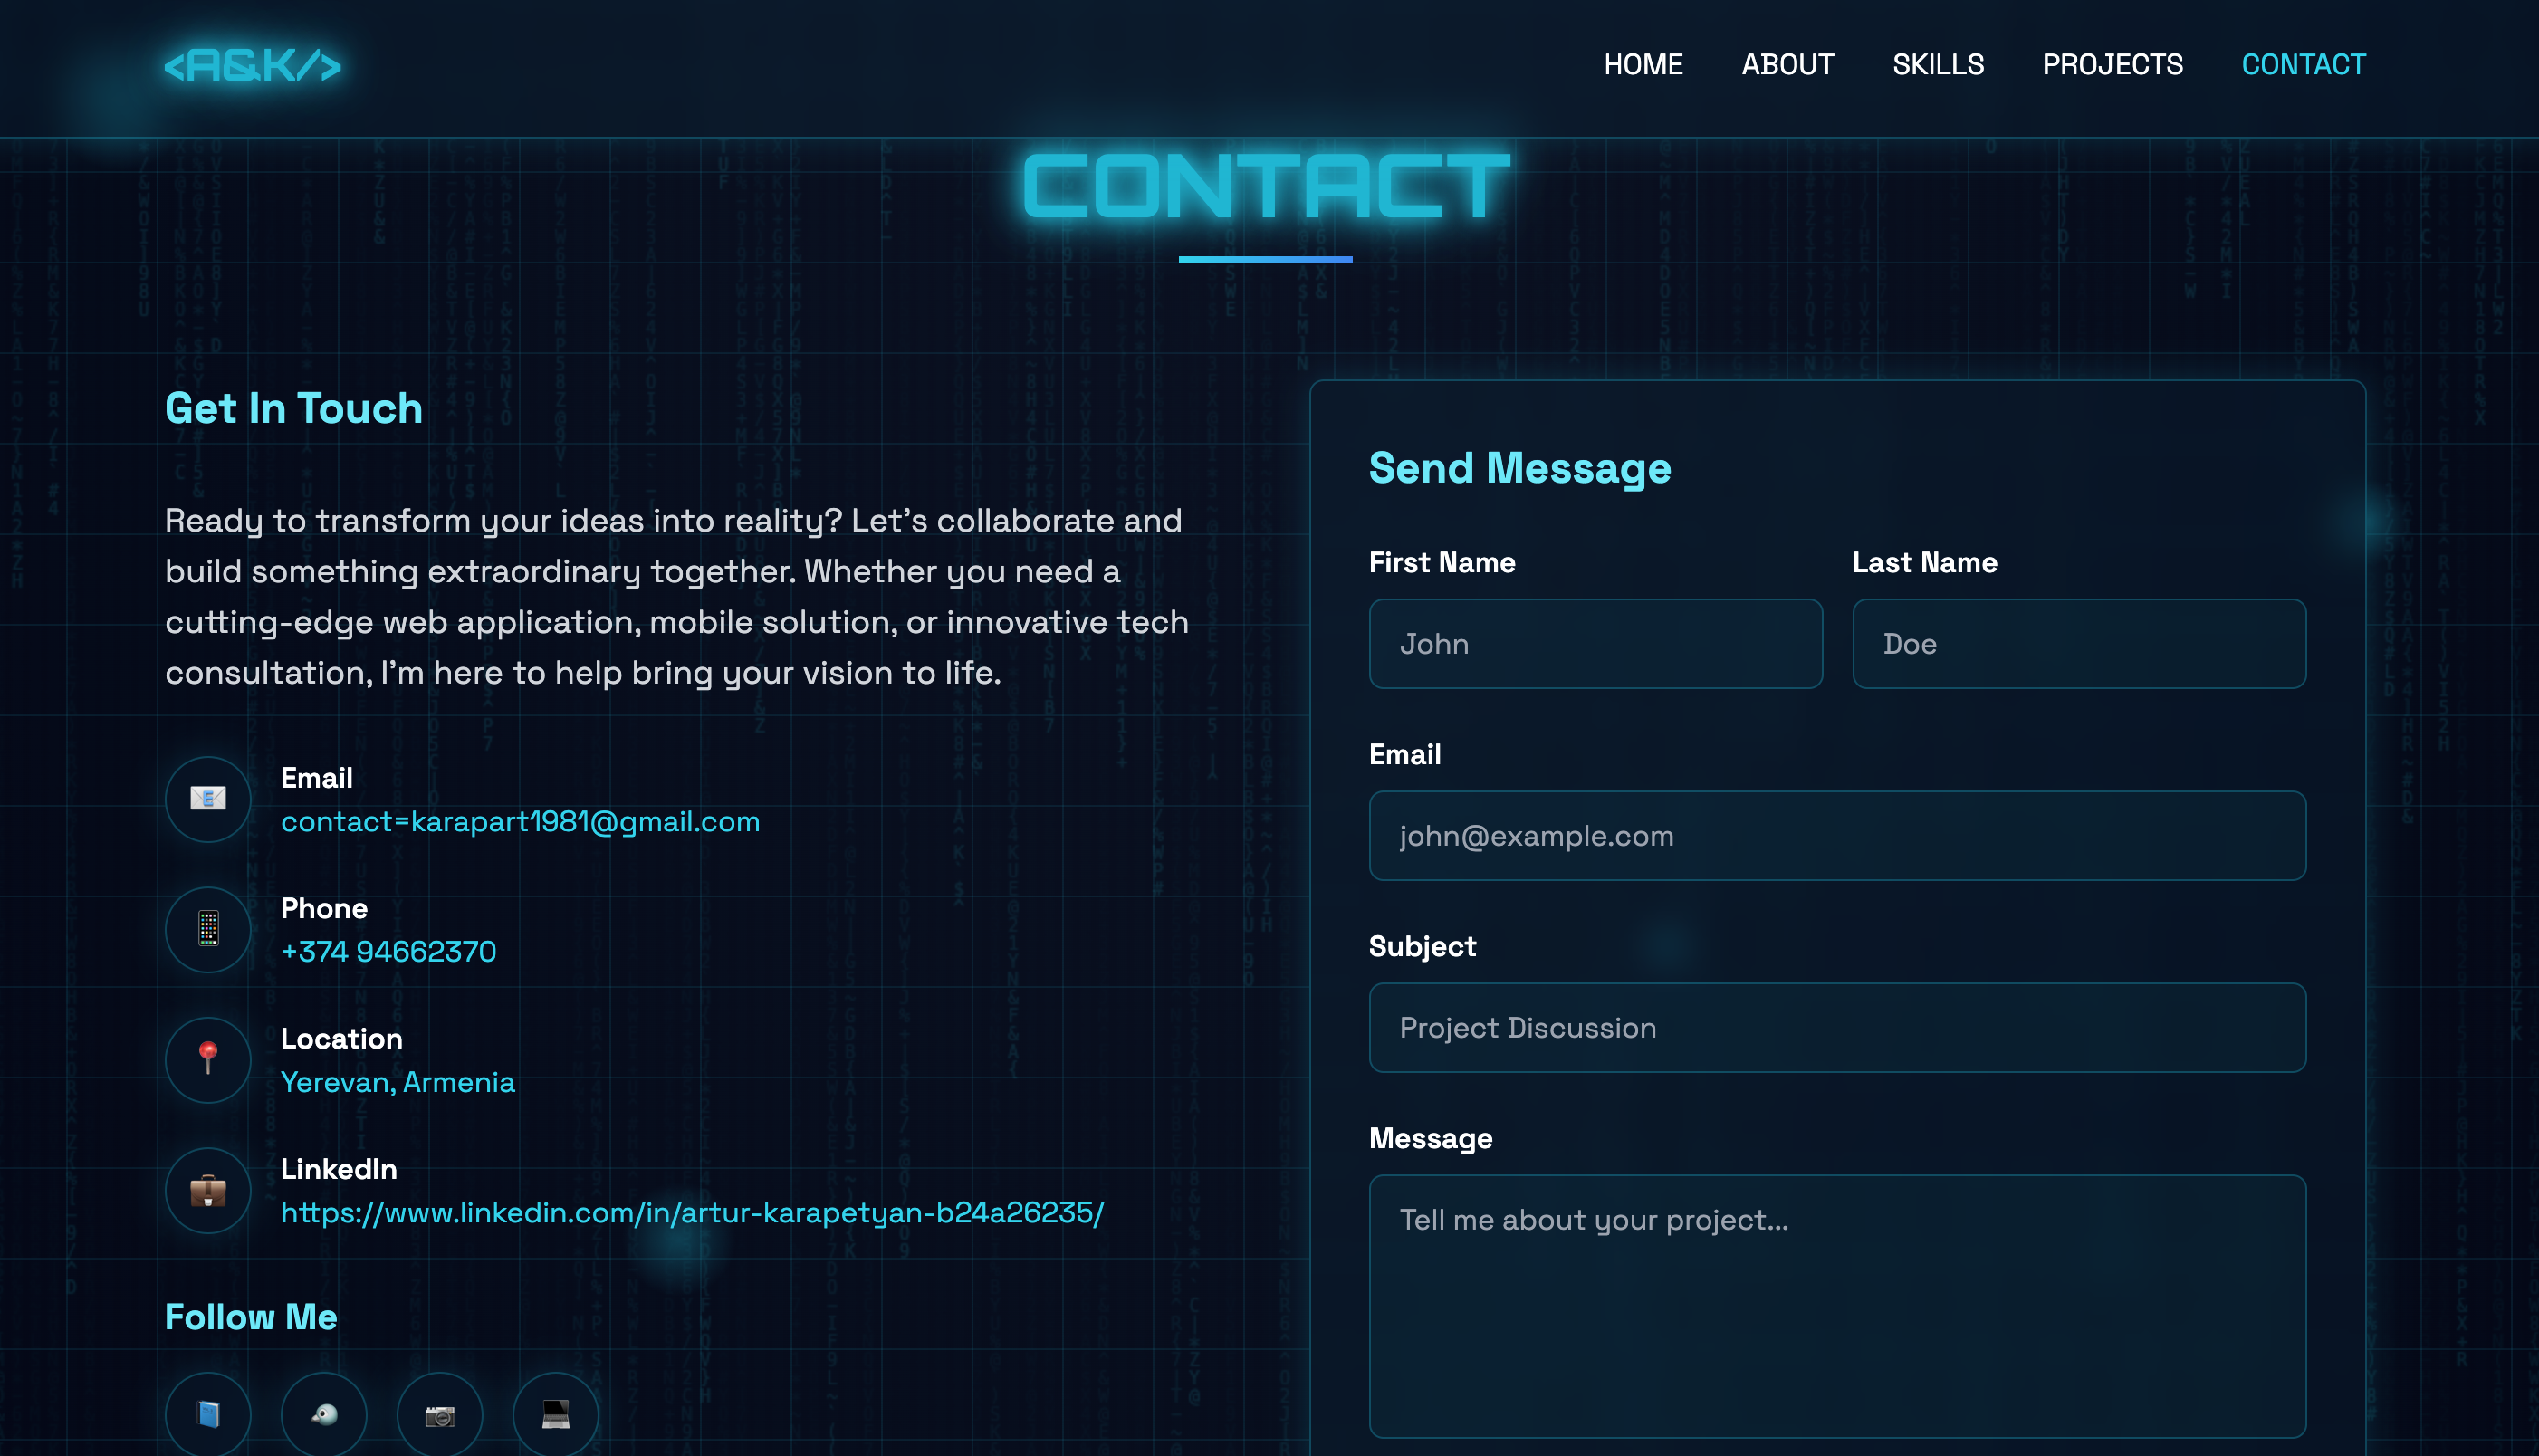 <A&K/>
HOME ABOUT SKILLS PROJECTS CONTACT
CONTACT
Get In Touch
Ready to transform your ideas into reality? Let's collaborate and
build something extraordinary together. Whether you need a
cutting-edge web application, mobile solution, or innovative tech
consultation, I'm here to help bring your vision to life.
Email
contact=karapart1981@gmail.com
Phone
+374 94662370
Location
Yerevan, Armenia
LinkedIn
https://www.linkedin.com/in/artur-karapetyan-b24a26235/
Follow Me
Send Message
First Name Last Name
John Doe
Email
john@example.com
Subject
Project Discussion
Message
Tell me about your project...